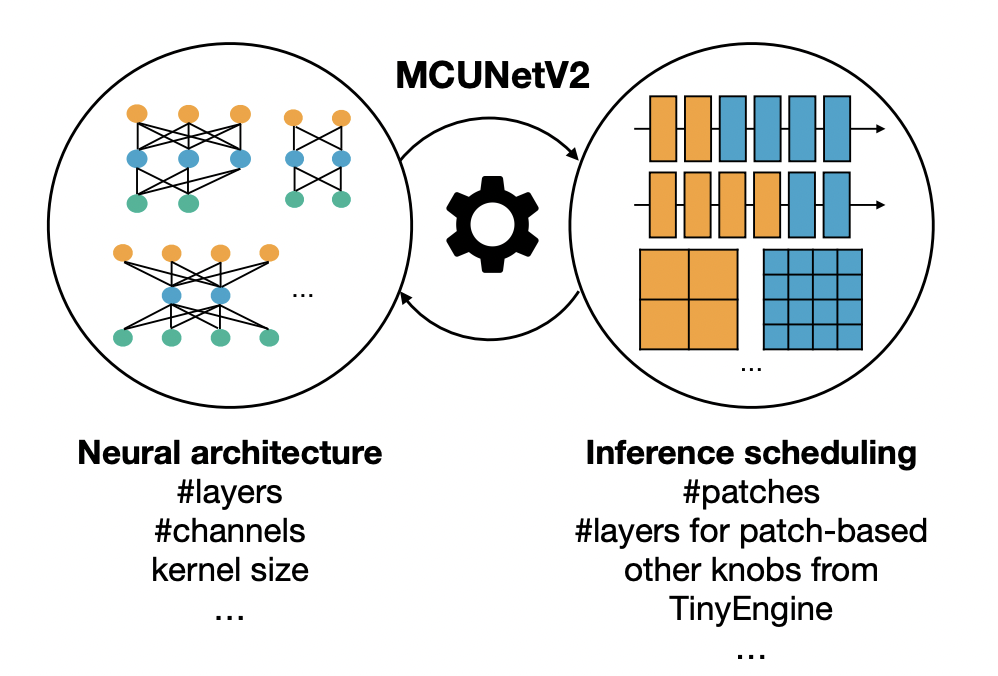 MCUNetV2
...
...
Neural architecture
#layers
#channels
kernel size
...
Inference scheduling
#patches
#layers for patch-based
other knobs from
TinyEngine
...